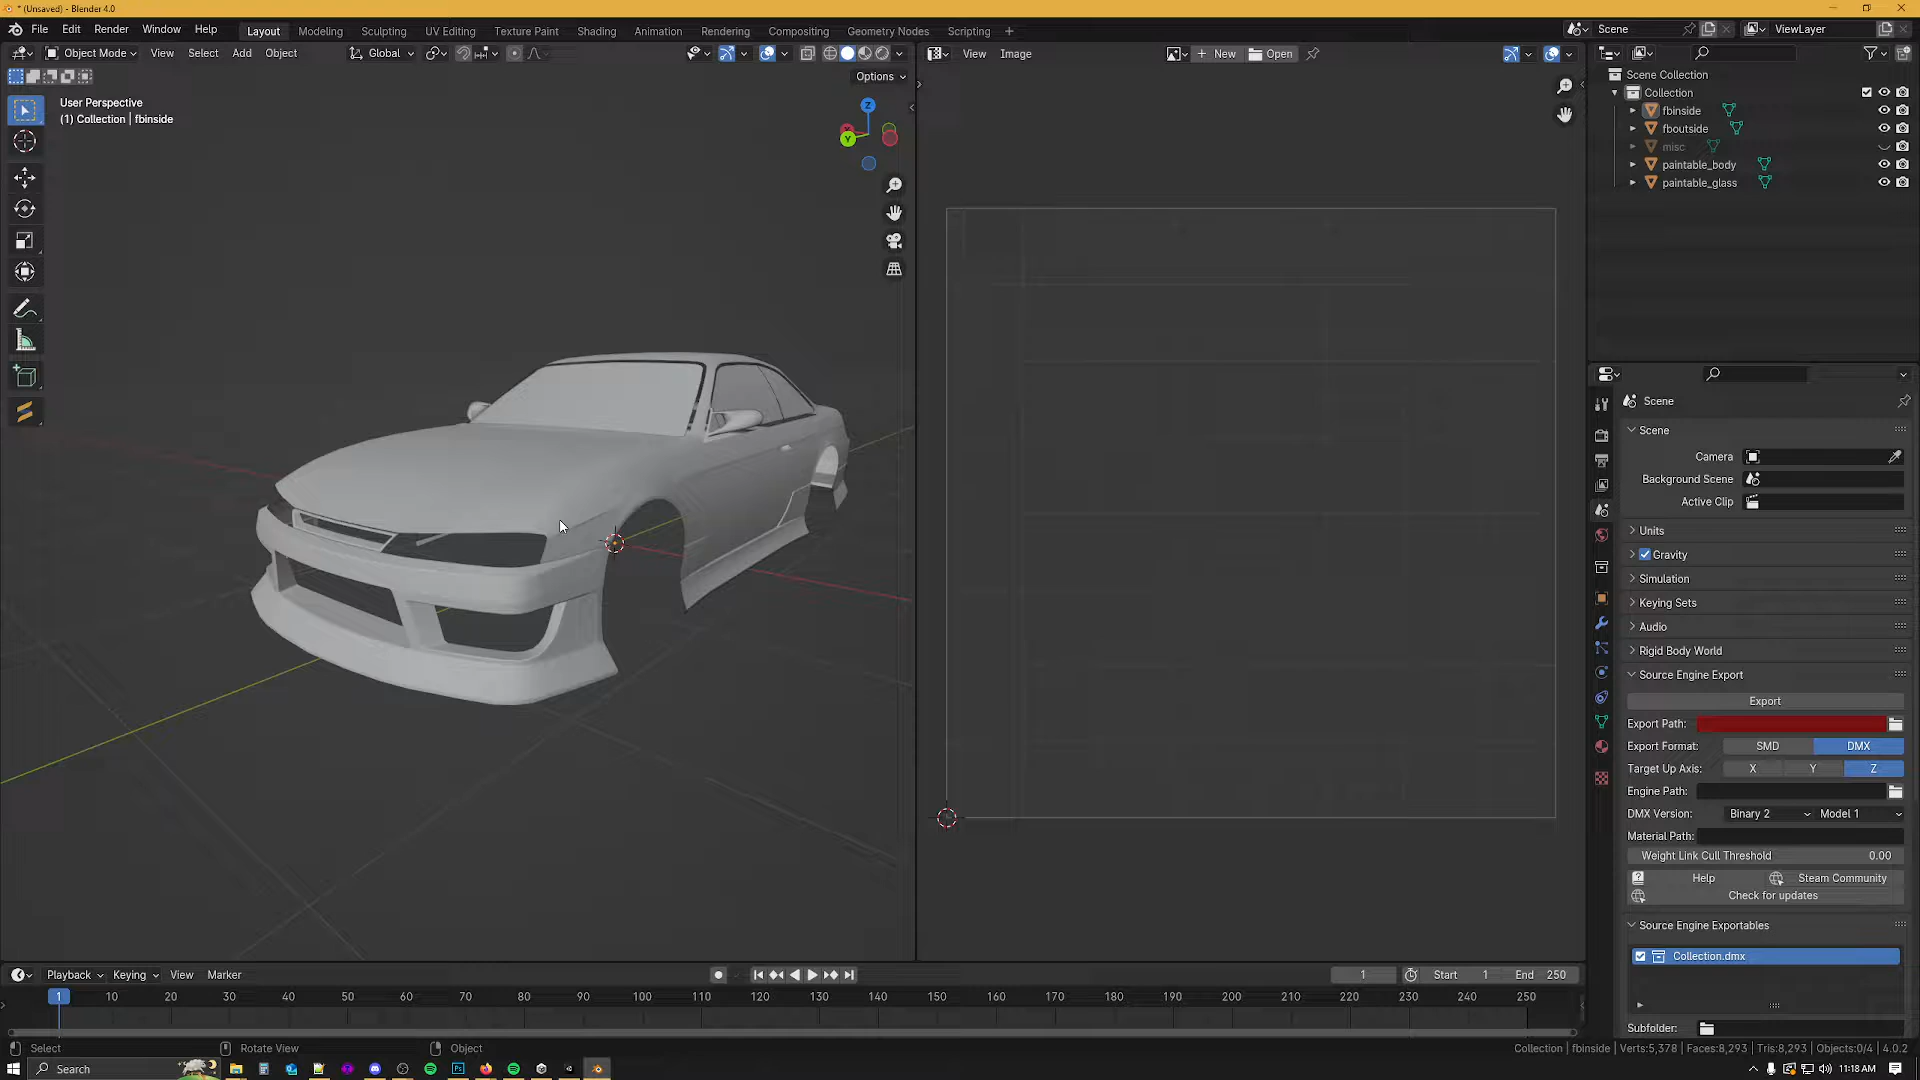 * (Unsaved) - Blender 4.0
File Edit Render Window Help
Layout Modeling Sculpting UV Editing Texture Paint Shading Animation Rendering Compositing Geometry Nodes Scripting +
Scene
ViewLayer
Object Mode View Select Add Object
Global
View Image
+ New Open
Options
User Perspective
(1) Collection | fbinside
Z
Y
Scene Collection
Collection
fbinside
fboutside
misc
paintable_body
paintable_glass
Scene
Scene
Camera
Background Scene
Active Clip
Units
Gravity
Simulation
Keying Sets
Audio
Rigid Body World
Source Engine Export
Export
Export Path:
Export Format: SMD DMX
Target Up Axis: X Y Z
Engine Path:
DMX Version: Binary 2 Model 1
Material Path:
Weight Link Cull Threshold 0.00
Help Steam Community
Check for updates
Source Engine Exportables
Collection.dmx
Subfolder:
Playback Keying View Marker
1 Start 1 End 250
1 10 20 30 40 50 60 70 80 90 100 110 120 130 140 150 160 170 180 190 200 210 220 230 240 250
Select Rotate View Object
Collection | fbinside | Verts:5,378 | Faces:8,293 | Tris:8,293 | Objects:0/4 | 4.0.2
Search
11:18 AM